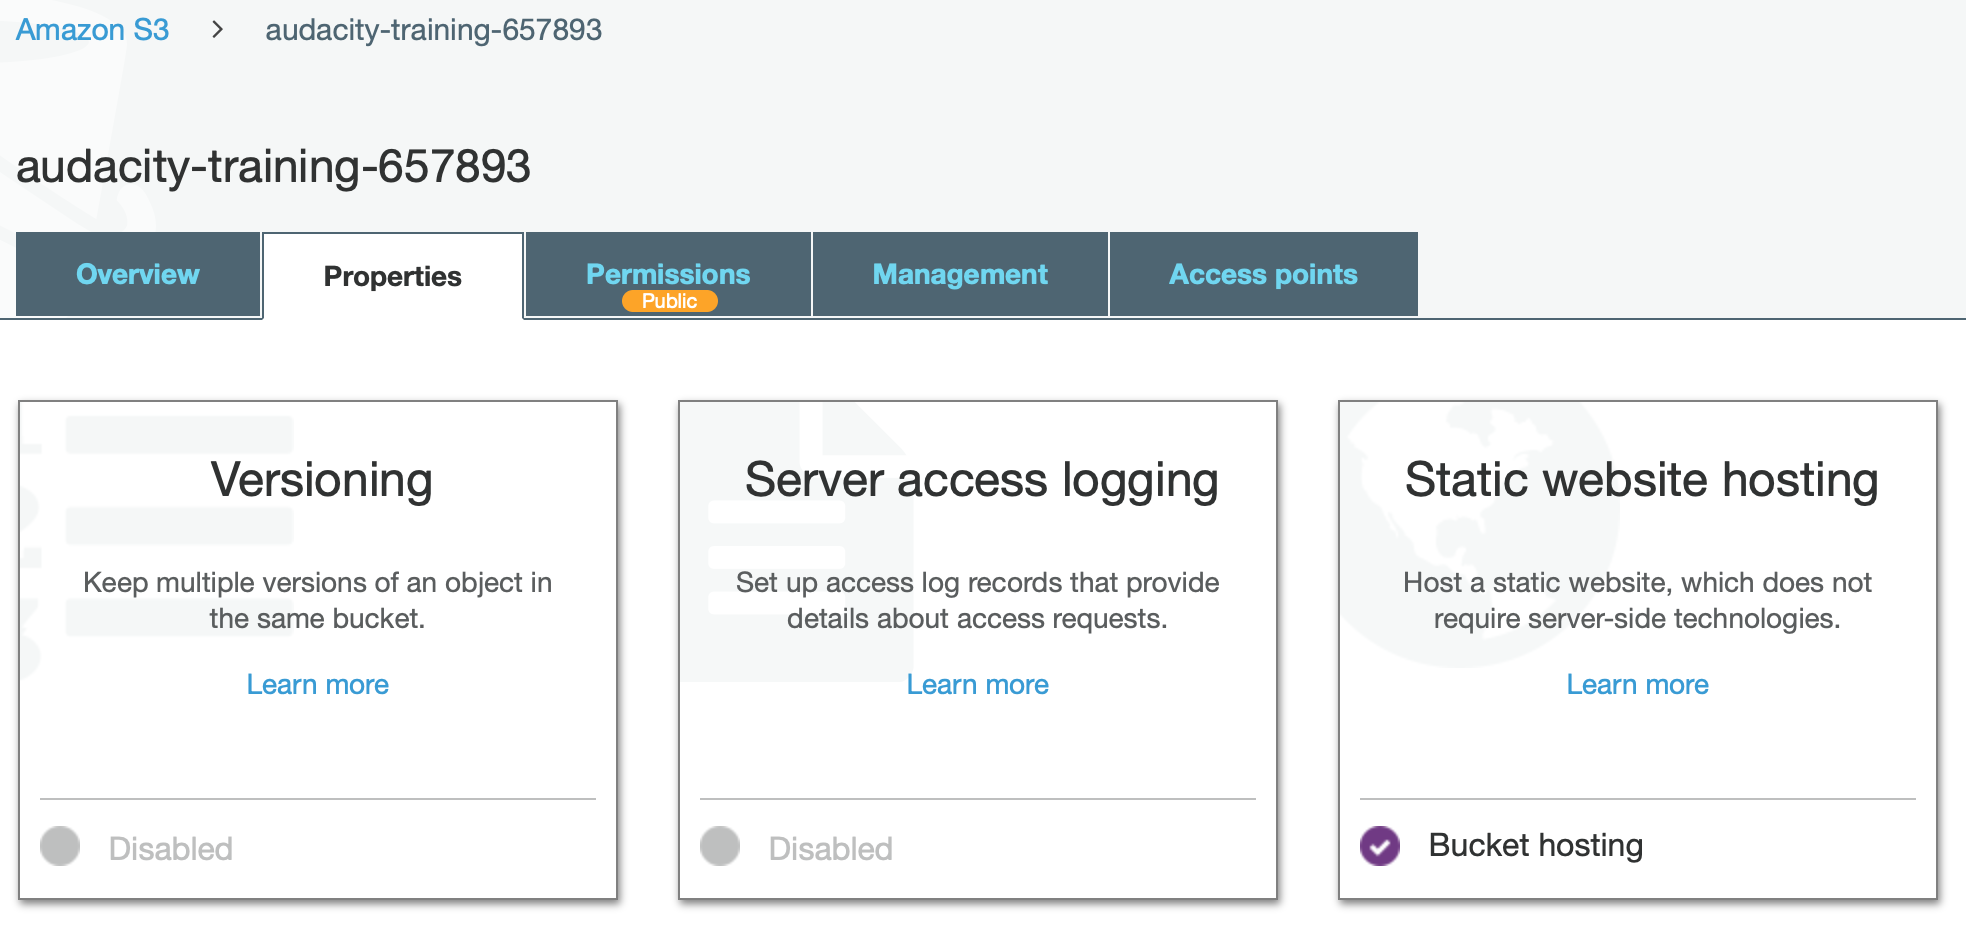 Amazon S3 > audacity-training-657893
audacity-training-657893
Overview Properties Permissions Management Access points
Public
Versioning
Keep multiple versions of an object in
the same bucket.
Learn more
Disabled
Server access logging
Set up access log records that provide
details about access requests.
Learn more
Disabled
Static website hosting
Host a static website, which does not
require server-side technologies.
Learn more
Bucket hosting